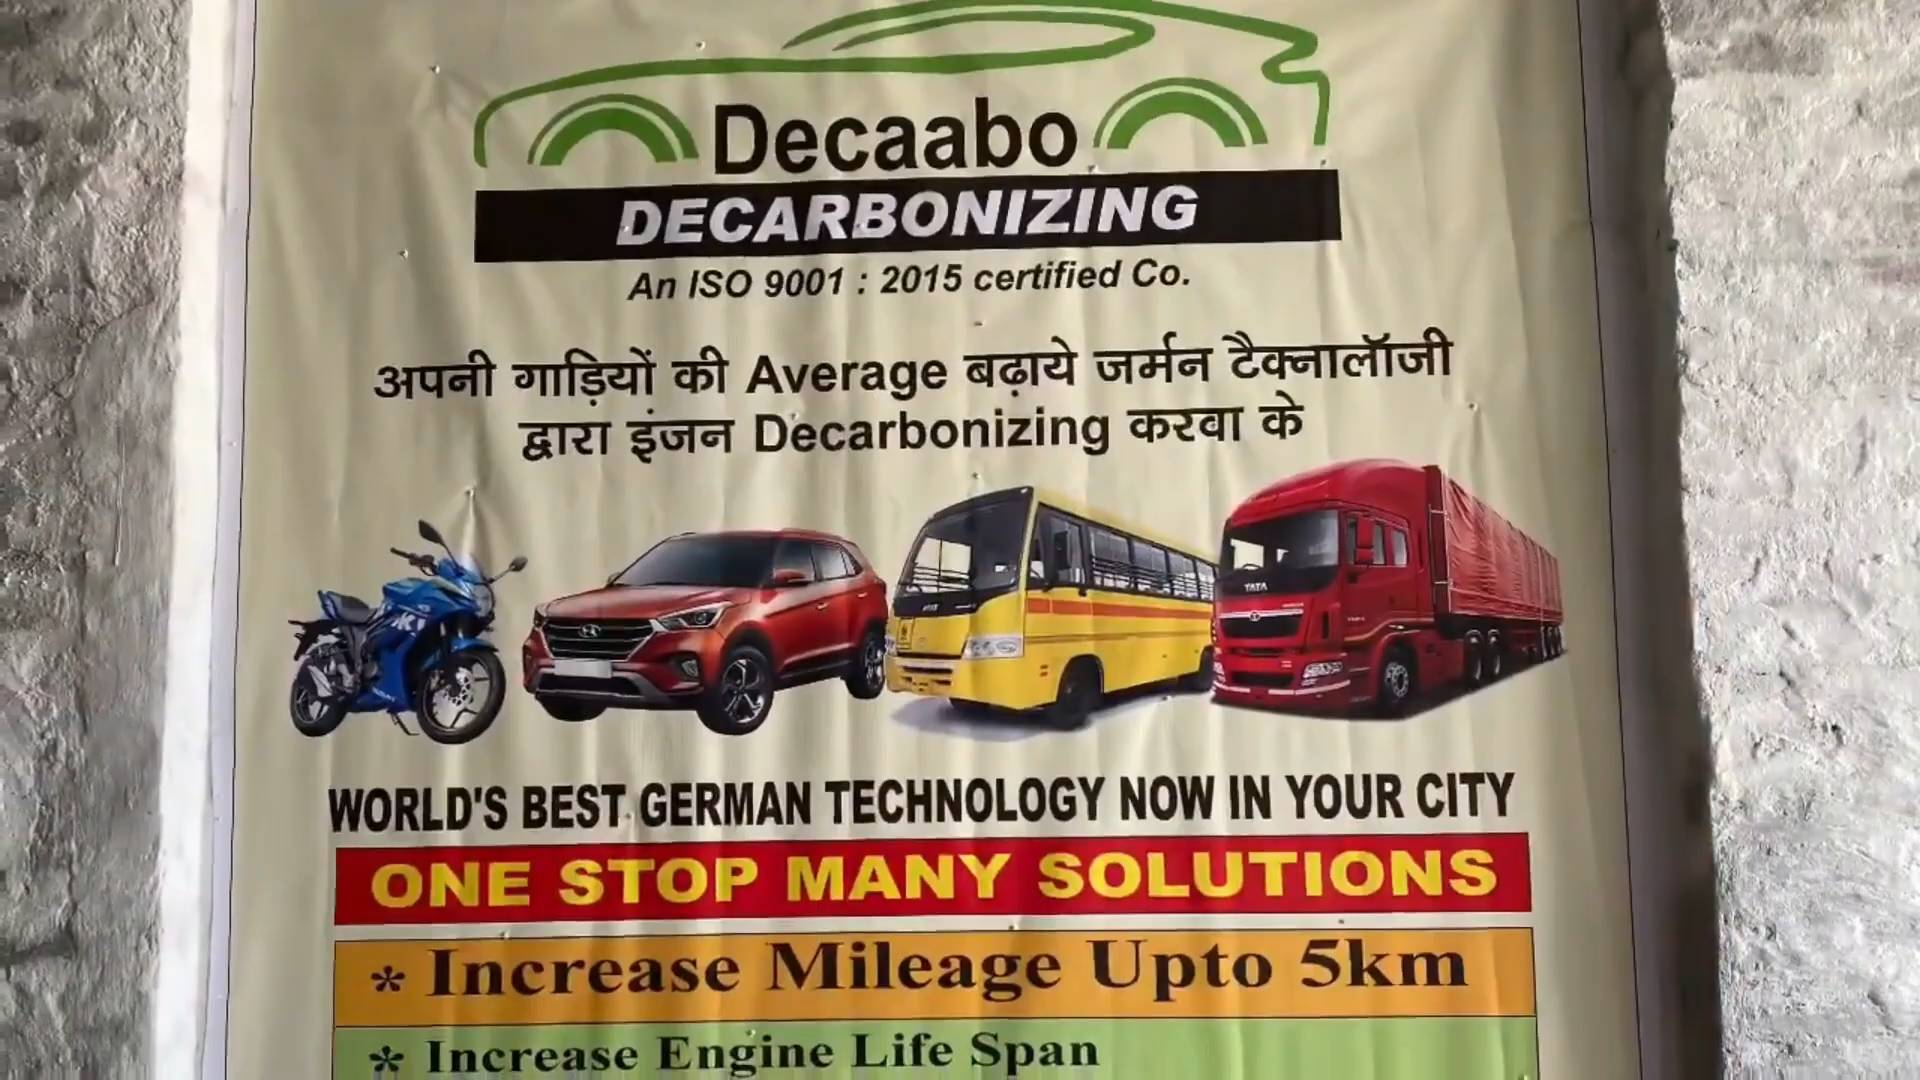 Decaabo
DECARBONIZING
An ISO 9001 : 2015 certified Co.
अपनी गाड़ियों की Average बढ़ाये जर्मन टैक्नालॉजी
द्वारा इंजन Decarbonizing करवा के
TATA
WORLD'S BEST GERMAN TECHNOLOGY NOW IN YOUR CITY
ONE STOP MANY SOLUTIONS
* Increase Mileage Upto 5km
* Increase Engine Life Span